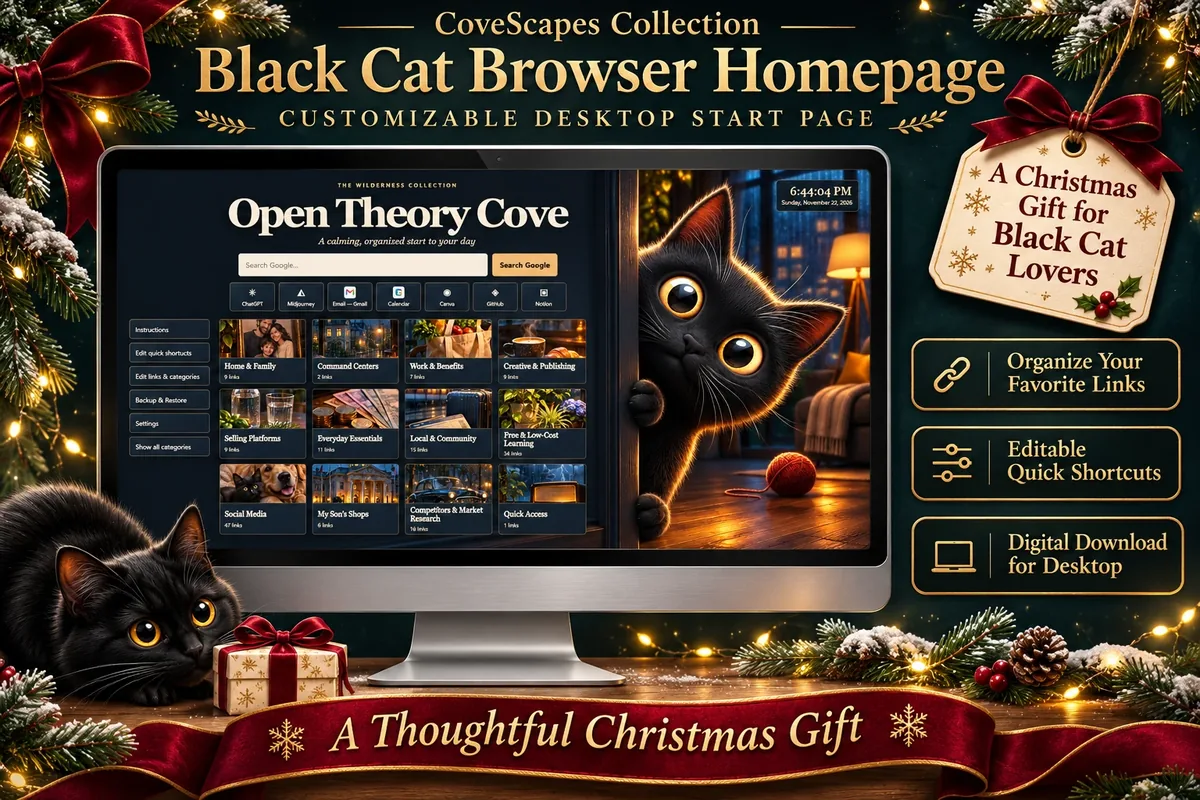 CoveScapes Collection
Black Cat Browser Homepage
CUSTOMIZABLE DESKTOP START PAGE
THE WILDERNESS COLLECTION
Open Theory Cove
A calming, organised start to your day
6:44:04 PM
Sunday, November 22, 2026
Search Google...
Search Google
ChatGPT
Midjourney
Email — Gmail
Calendar
Canva
GitHub
Notion
Instructions
Edit quick shortcuts
Edit links & categories
Backup & Restore
Settings
Show all categories
Home & Family
9 links
Command Centers
2 links
Work & Benefits
7 links
Creative & Publishing
9 links
Selling Platforms
9 links
Everyday Essentials
11 links
Local & Community
15 links
Free & Low-Cost
Learning
34 links
Social Media
47 links
My Son's Shops
6 links
Competitors & Market
Research
16 links
Quick Access
1 links
A Christmas
Gift for
Black Cat
Lovers
Organize Your
Favorite Links
Editable
Quick Shortcuts
Digital Download
for Desktop
A Thoughtful Christmas Gift